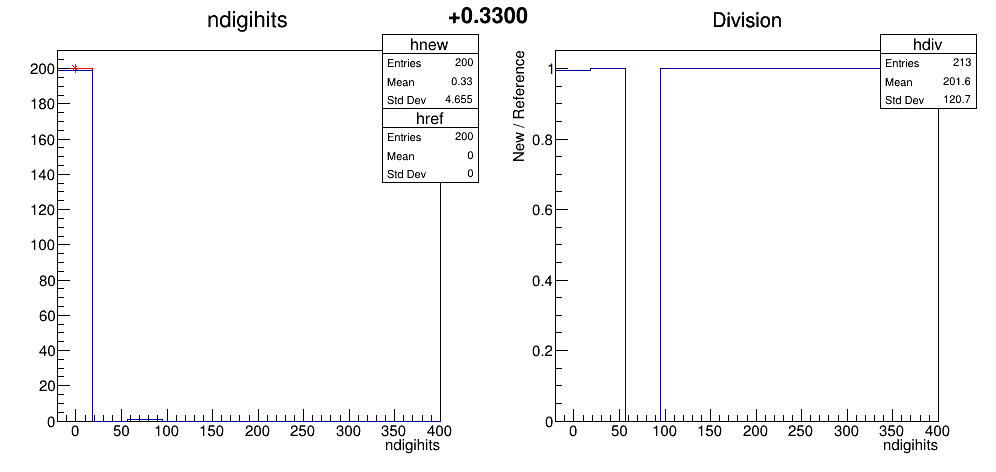 +0.3300
ndigihits
hnew
Entries 200
Mean 0.33
Std Dev 4.655
href
Entries 200
Mean 0
Std Dev 0
200
180
160
140
120
100
80
60
40
20
0
0 50 100 150 200 250 300 350 400
ndigihits
Division
hdiv
Entries 213
Mean 201.6
Std Dev 120.7
New / Reference
1
0.8
0.6
0.4
0.2
0
0 50 100 150 200 250 300 350 400
ndigihits